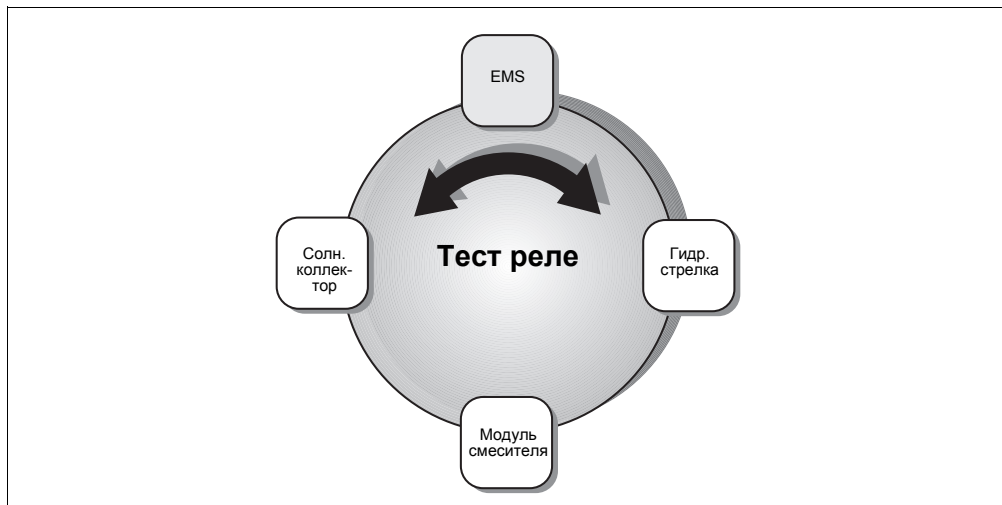 EMS
Солн.
коллек-
тор
Тест реле
Гидр.
стрелка
Модуль
смесителя